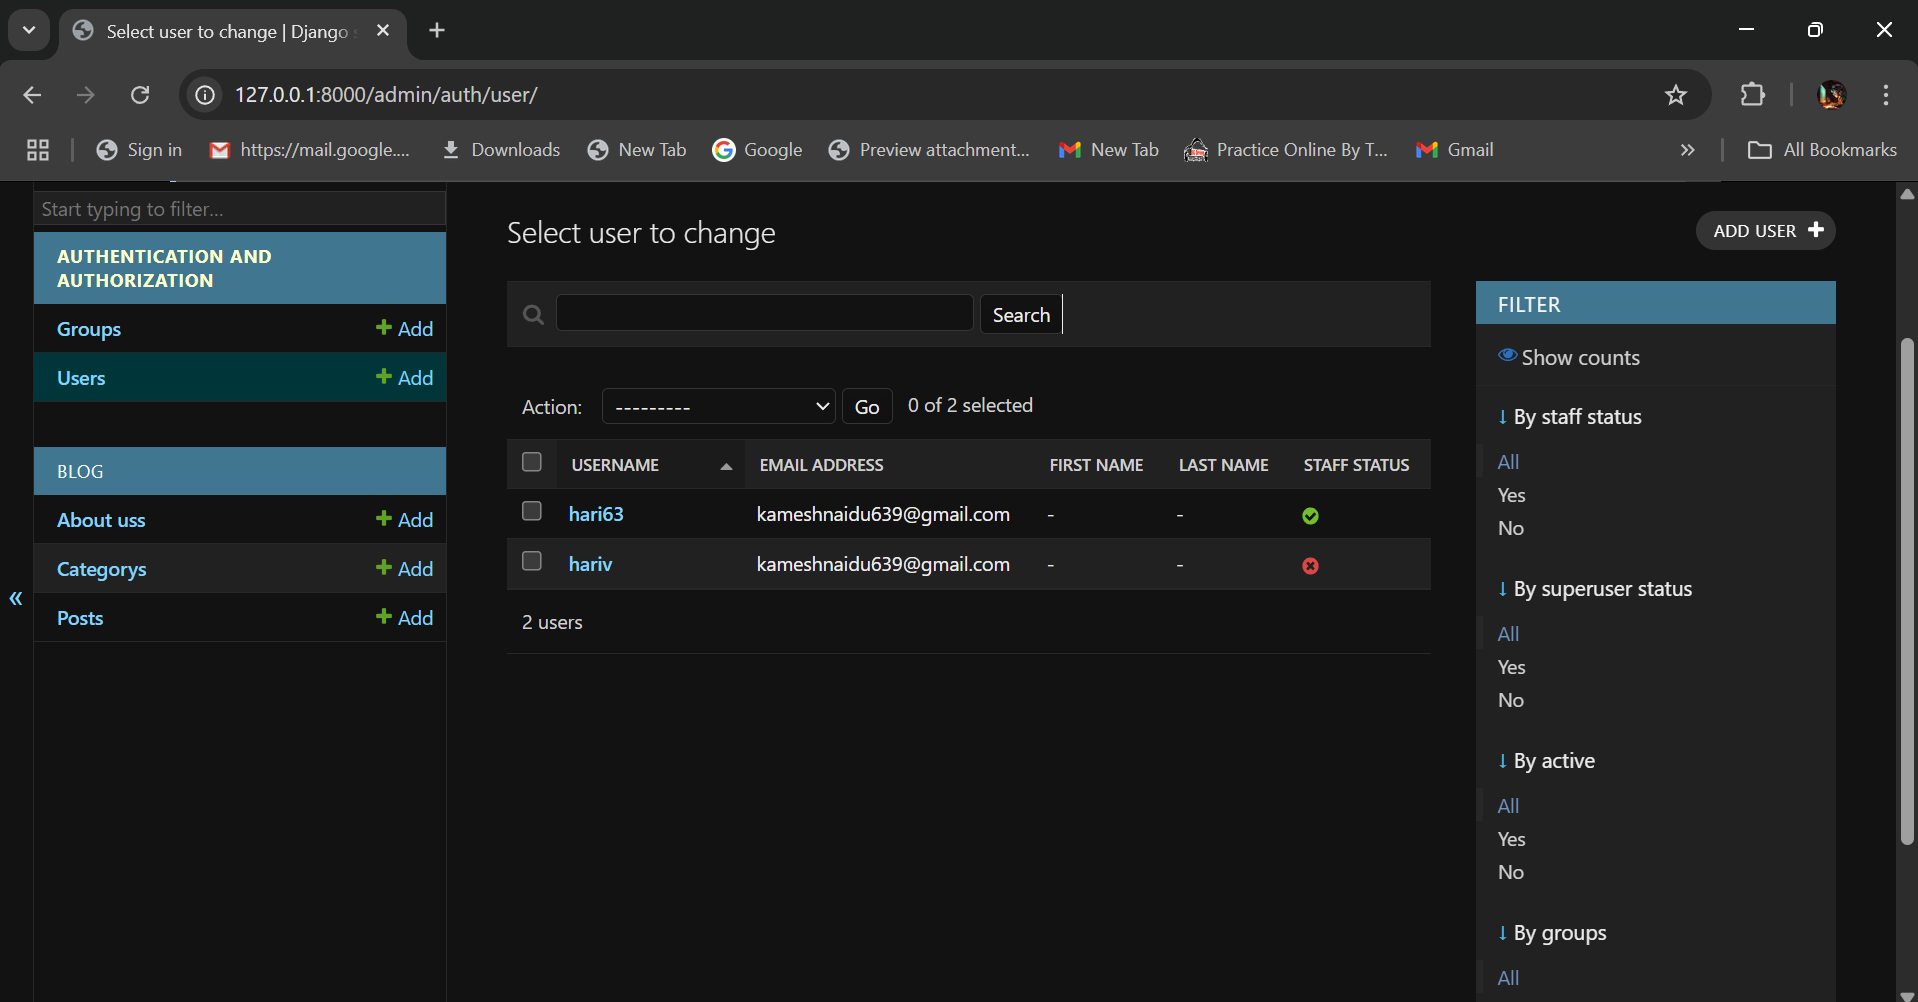 Select user to change | Django s
127.0.0.1:8000/admin/auth/user/
Sign in
https://mail.google....
Downloads
New Tab
Google
Preview attachment...
New Tab
Practice Online By T...
Gmail
All Bookmarks
Start typing to filter...
AUTHENTICATION AND
AUTHORIZATION
Groups + Add
Users + Add
BLOG
About uss + Add
Categorys + Add
Posts + Add
«
Select user to change
ADD USER +
Search
Action: --------- Go 0 of 2 selected
USERNAME EMAIL ADDRESS FIRST NAME LAST NAME STAFF STATUS
hari63 kameshnaidu639@gmail.com - -
hariv kameshnaidu639@gmail.com - -
2 users
FILTER
Show counts
↓ By staff status
All
Yes
No
↓ By superuser status
All
Yes
No
↓ By active
All
Yes
No
↓ By groups
All